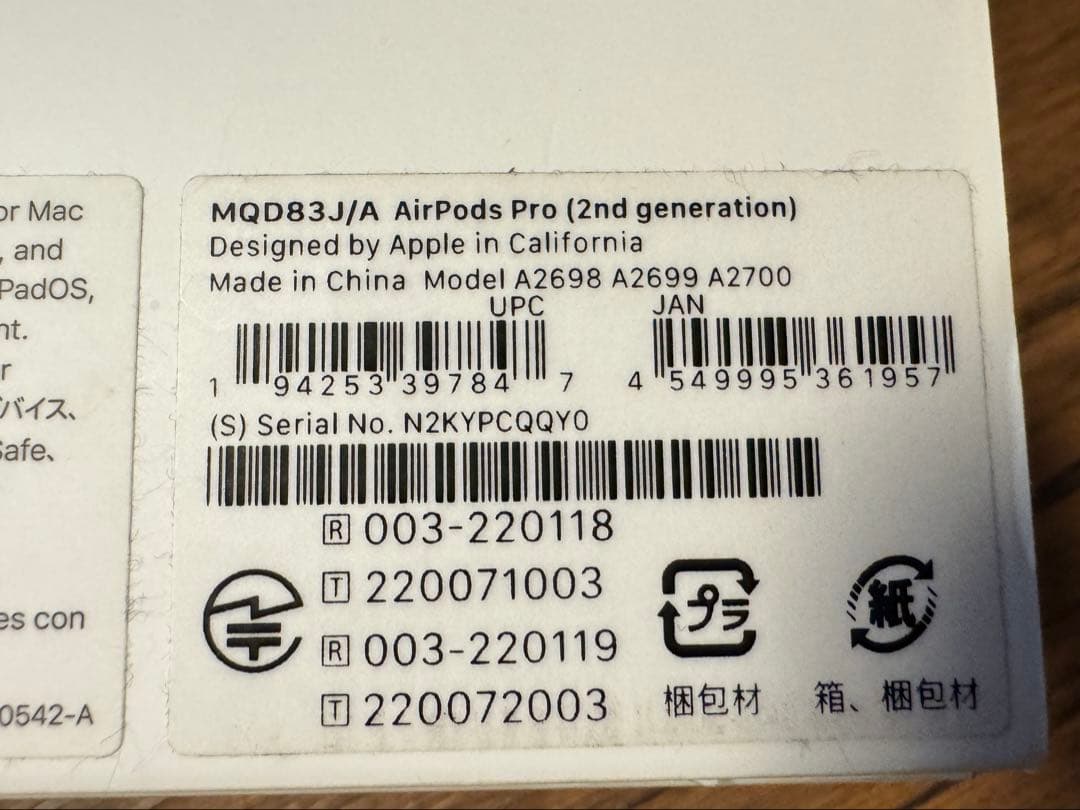 or Mac
, and
PadOS,
nt.
r
バイス、
Safe、
es con
0542-A
MQD83J/A AirPods Pro (2nd generation)
Designed by Apple in California
Made in China Model A2698 A2699 A2700
UPC JAN
1 94253 39784 7 4 549995 361957
(S) Serial No. N2KYPCQQY0
R 003-220118
T 220071003
R 003-220119
T 220072003
プラ
紙
梱包材
箱、梱包材